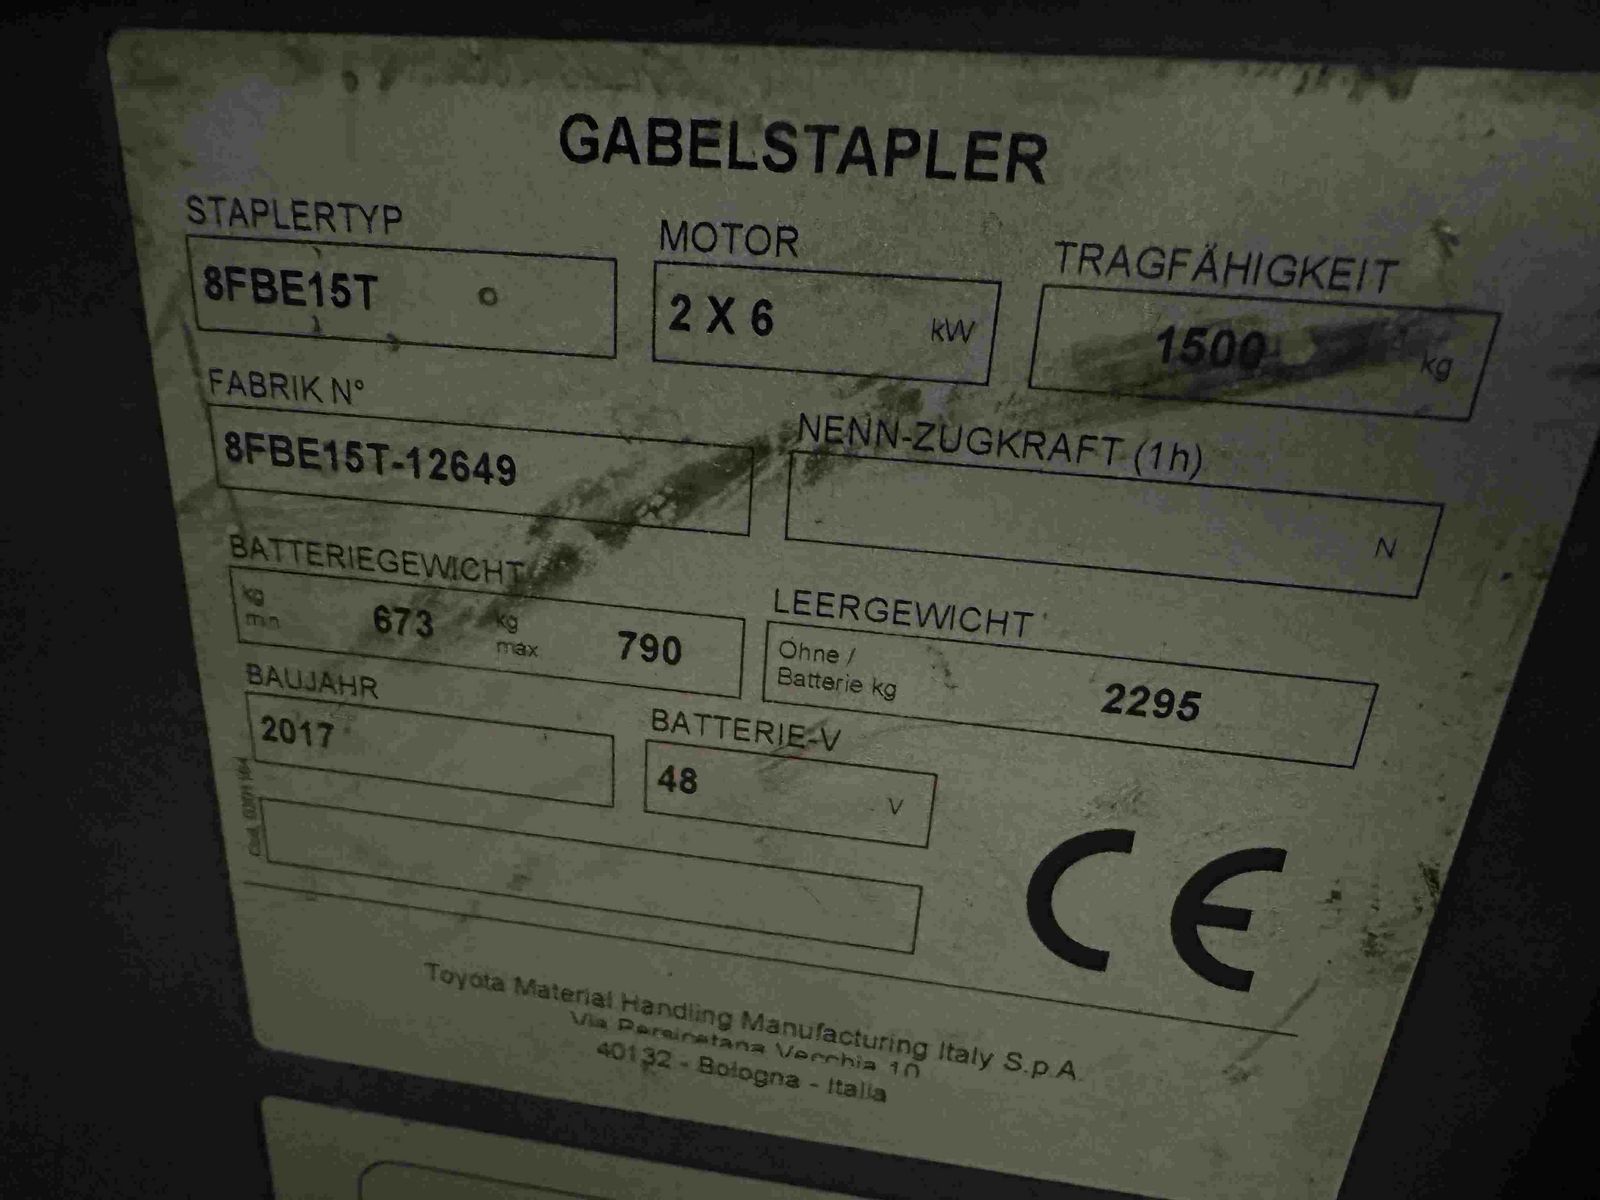 GABELSTAPLER
STAPLERTYP
8FBE15T
MOTOR
2 X 6 kW
TRAGFÄHIGKEIT
1500 kg
FABRIK N°
8FBE15T-12649
NENN-ZUGKRAFT (1h)
N
BATTERIEGEWICHT
kg min 673 kg max 790
LEERGEWICHT
Ohne / Batterie kg 2295
BAUJAHR
2017
BATTERIE-V
48 V
CE
Toyota Material Handling Manufacturing Italy S.p.A.
Via Persicetana Vecchia 10
40132 - Bologna - Italia